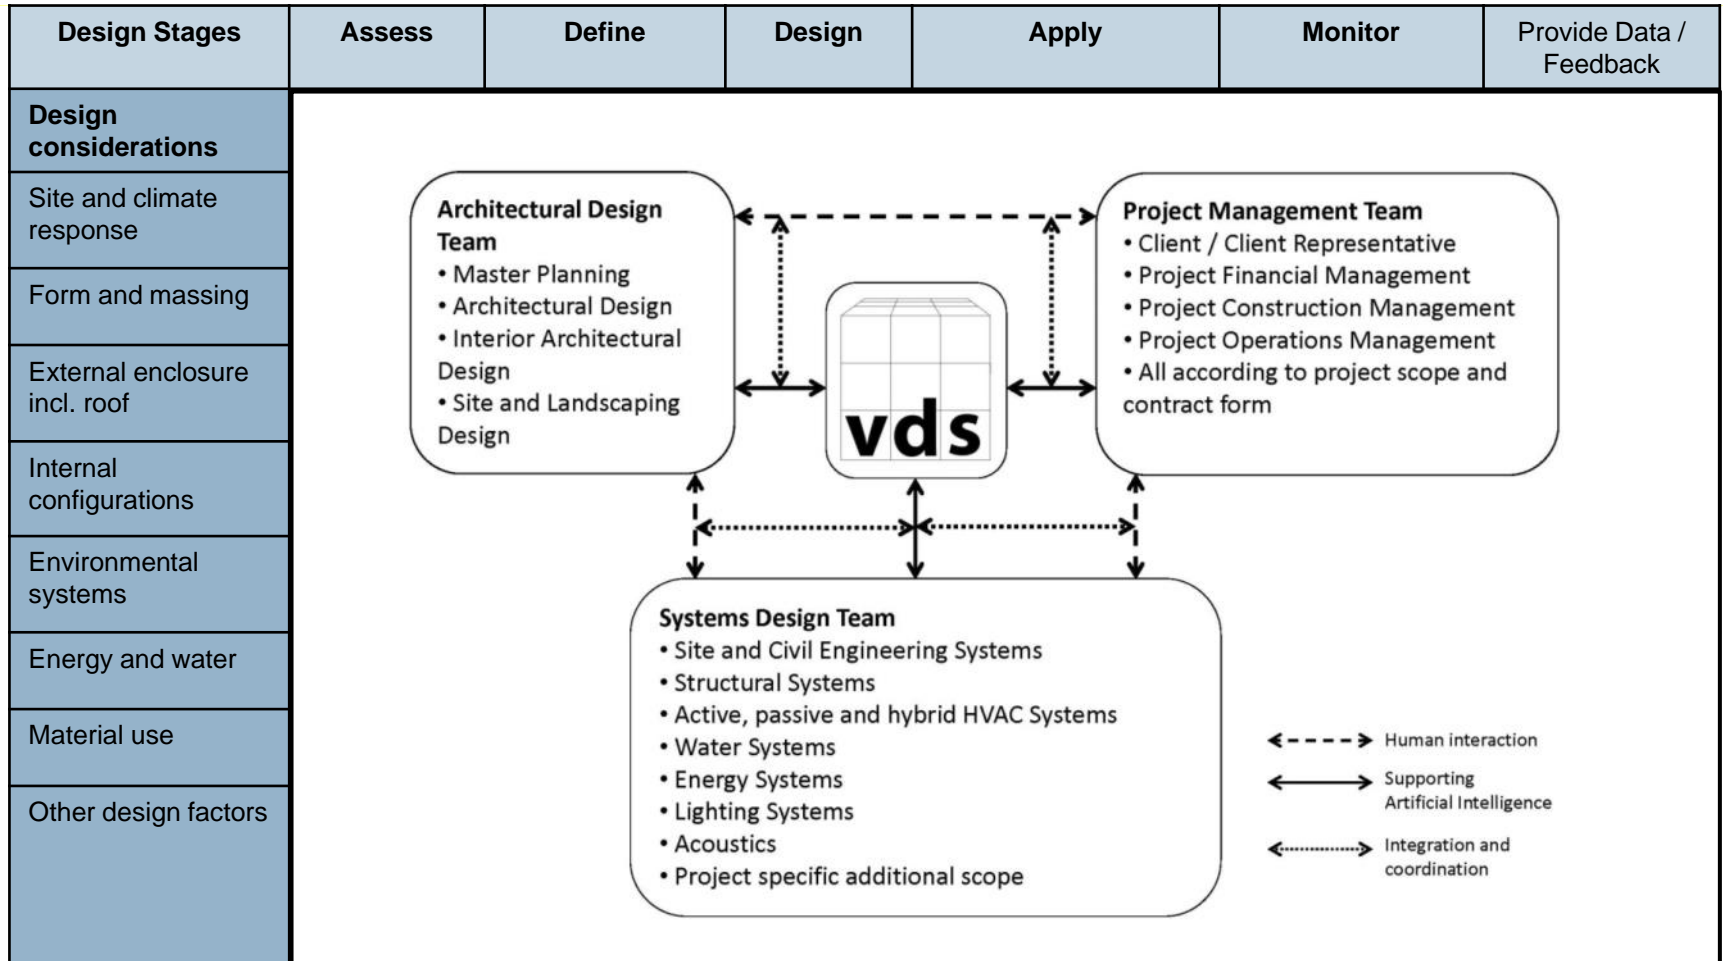 Design Stages
Assess
Define
Design
Apply
Monitor
Provide Data /
Feedback
Design
considerations
Site and climate
response
Form and massing
External enclosure
incl. roof
Internal
configurations
Environmental
systems
Energy and water
Material use
Other design factors
Architectural Design
Team
• Master Planning
• Architectural Design
• Interior Architectural
Design
• Site and Landscaping
Design
vds
Project Management Team
• Client / Client Representative
• Project Financial Management
• Project Construction Management
• Project Operations Management
• All according to project scope and
contract form
Systems Design Team
• Site and Civil Engineering Systems
• Structural Systems
• Active, passive and hybrid HVAC Systems
• Water Systems
• Energy Systems
• Lighting Systems
• Acoustics
• Project specific additional scope
Human interaction
Supporting
Artificial Intelligence
Integration and
coordination